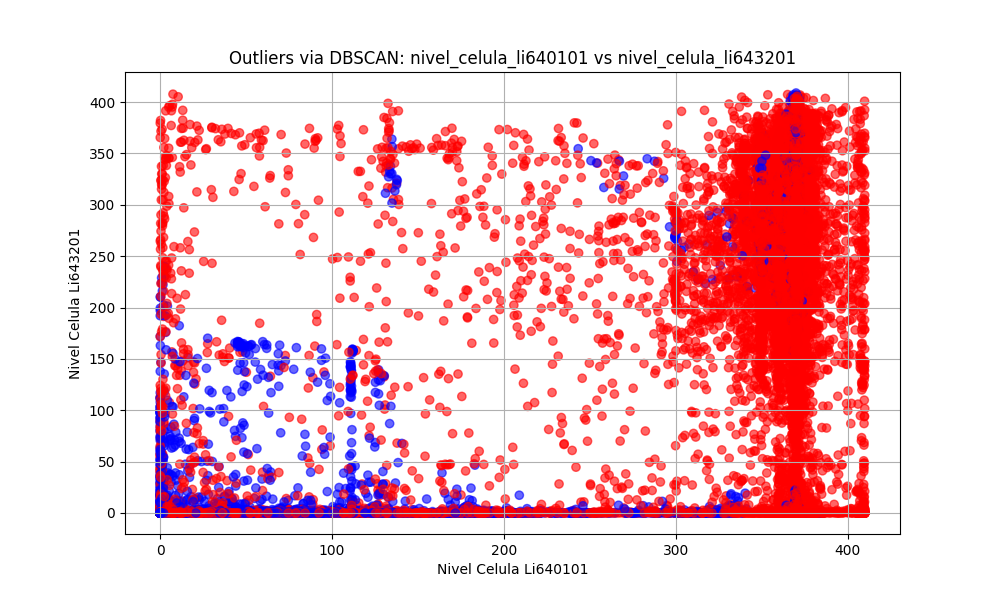 Outliers via DBSCAN: nivel_celula_li640101 vs nivel_celula_li643201
400
350
300
250
200
150
100
50
0
Nivel Celula Li643201
0 100 200 300 400
Nivel Celula Li640101